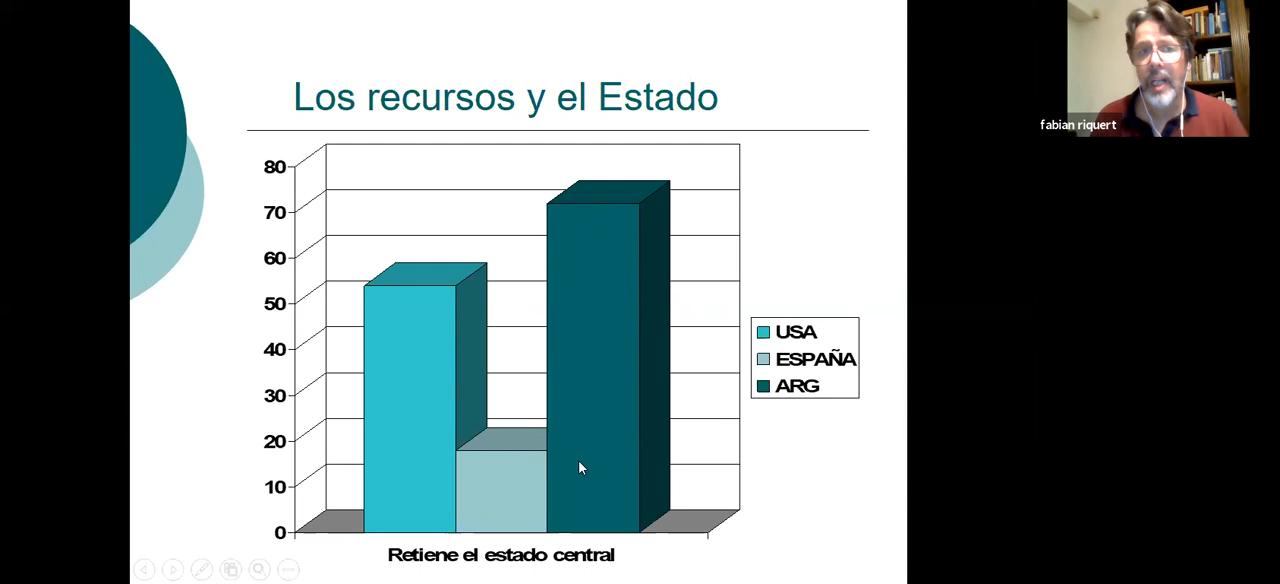 Los recursos y el Estado
80
70
60
50
40
30
20
10
0
USA
ESPAÑA
ARG
Retiene el estado central
fabian riquert